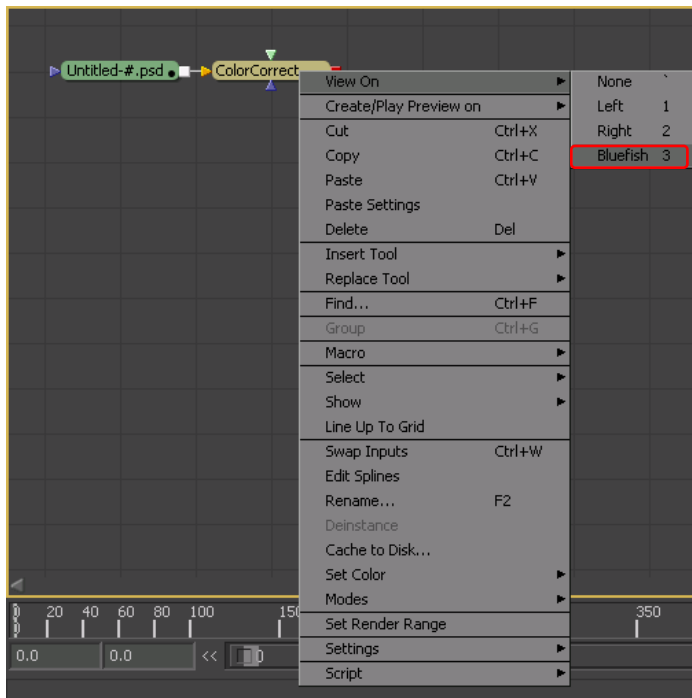 Untitled-#.psd
ColorCorrect
View On
None `
Create/Play Preview on
Left 1
Cut Ctrl+X
Right 2
Copy Ctrl+C
Bluefish 3
Paste Ctrl+V
Paste Settings
Delete Del
Insert Tool
Replace Tool
Find... Ctrl+F
Group Ctrl+G
Macro
Select
Show
Line Up To Grid
Swap Inputs Ctrl+W
Edit Splines
Rename... F2
Deinstance
Cache to Disk...
Set Color
Modes
Set Render Range
Settings
Script
0 20 40 60 80 100 150 350
0.0 0.0 << 0